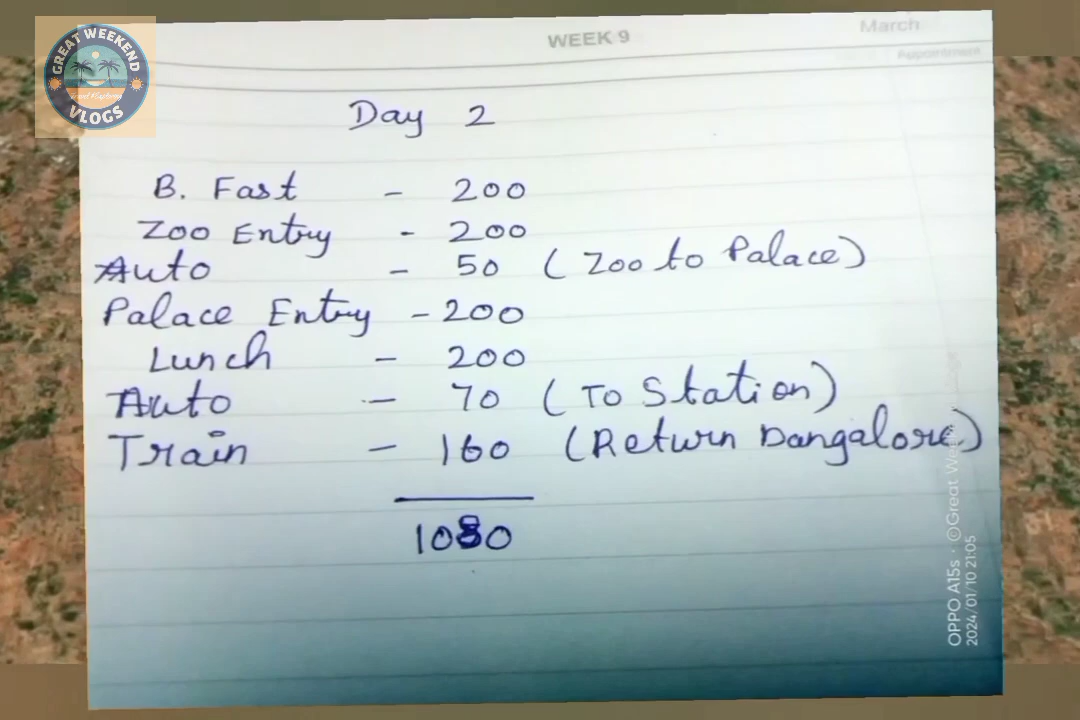 GREAT WEEKEND
VLOGS
WEEK 9
March
Appointment
Day 2
B. Fast - 200
Zoo Entry - 200
Auto - 50 ( Zoo to Palace)
Palace Entry - 200
Lunch - 200
Auto - 70 ( To Station)
Train - 160 (Return Bangalore)
1080
OPPO A15s · ©Great Wee
2024/01/10 21:05